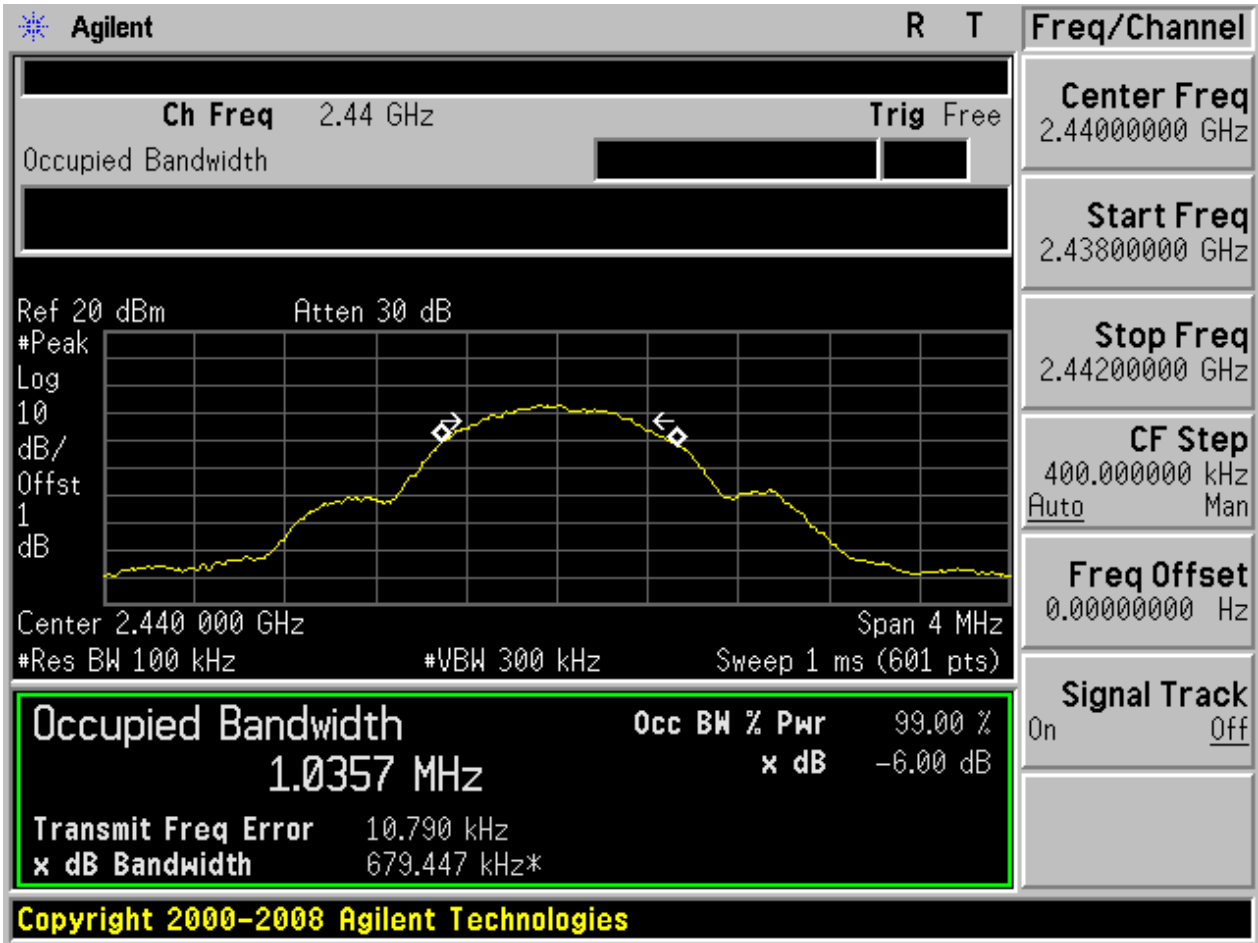 Agilent R T
Freq/Channel
Ch Freq 2.44 GHz Trig Free
Occupied Bandwidth
Center Freq
2.44000000 GHz
Start Freq
2.43800000 GHz
Stop Freq
2.44200000 GHz
CF Step
400.000000 kHz
Auto Man
Freq Offset
0.00000000 Hz
Signal Track
On Off
Ref 20 dBm Atten 30 dB
#Peak
Log
10
dB/
Offst
1
dB
Center 2.440 000 GHz Span 4 MHz
#Res BW 100 kHz #VBW 300 kHz Sweep 1 ms (601 pts)
Occupied Bandwidth
1.0357 MHz
Occ BW % Pwr 99.00 %
x dB -6.00 dB
Transmit Freq Error 10.790 kHz
x dB Bandwidth 679.447 kHz*
Copyright 2000-2008 Agilent Technologies